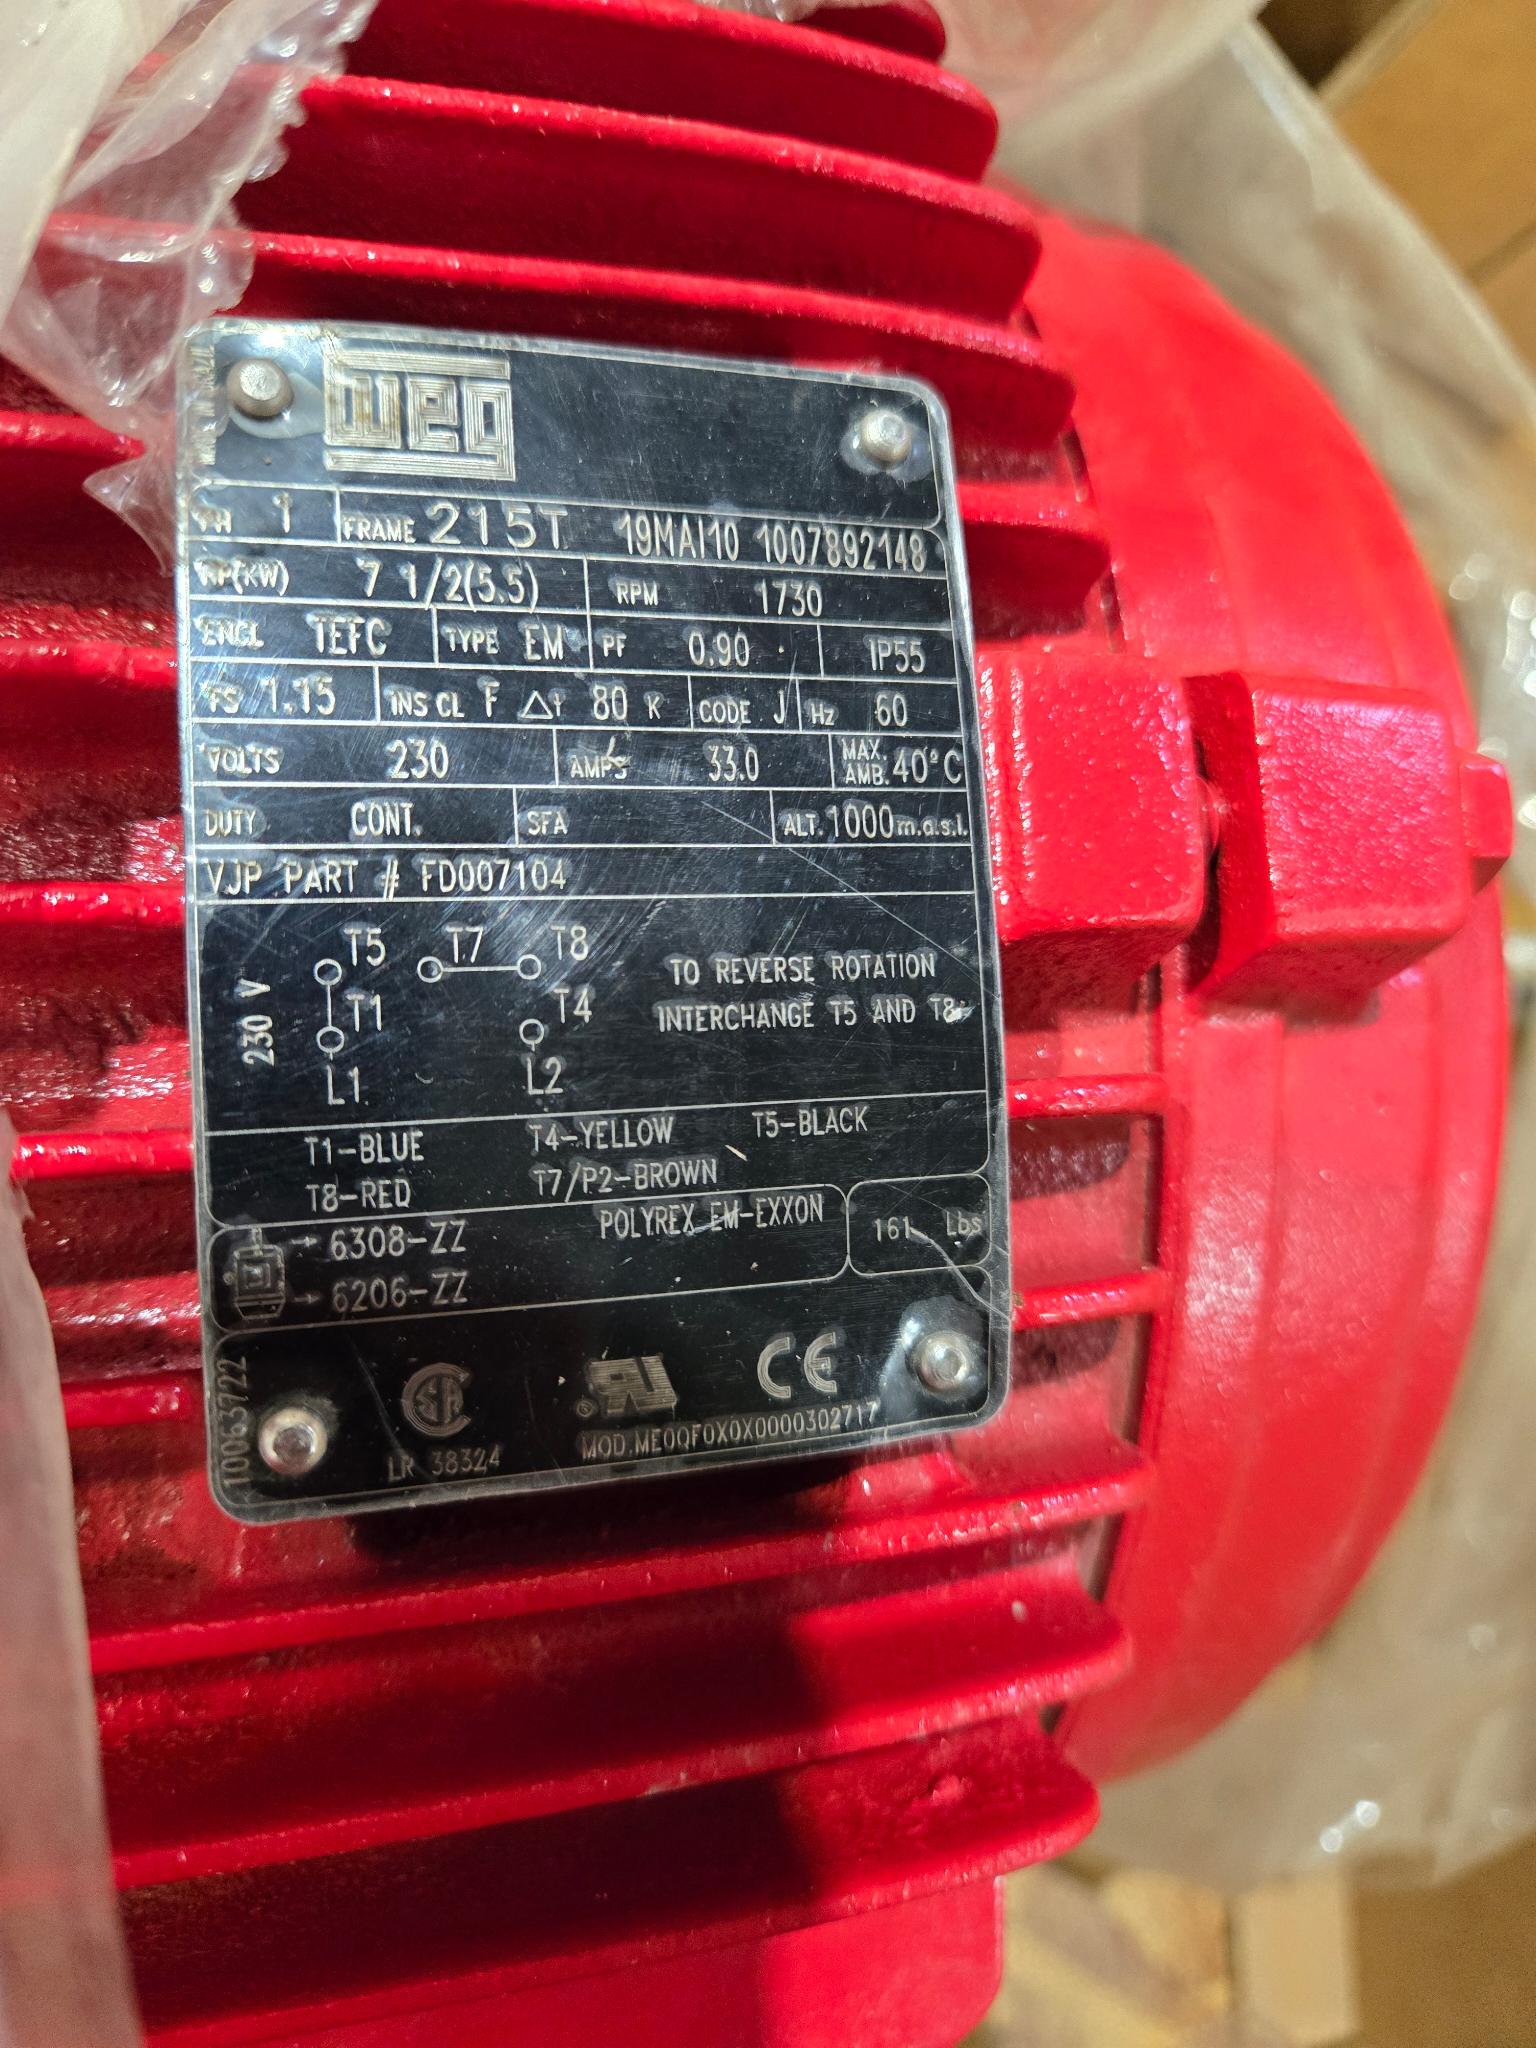 weg
PH 1 FRAME 215T 19MAI10 1007892148
HP(KW) 7 1/2(5.5) RPM 1730
ENCL TEFC TYPE EM PF 0.90 IP55
FS 1.15 INS CL F Δt 80 K CODE J Hz 60
VOLTS 230 AMPS 33.0 MAX. AMB. 40°C
DUTY CONT. SFA ALT. 1000 m.a.s.l.
VJP PART # FD007104
230 V
T5 T7 T8
T1 T4
L1 L2
TO REVERSE ROTATION
INTERCHANGE T5 AND T8
T1-BLUE T4-YELLOW T5-BLACK
T8-RED T7/P2-BROWN
6308-ZZ POLYREX EM-EXXON 161 Lbs
6206-ZZ
100637722
CSA UR ® CE
LR 38324 MOD.ME0QF0X0X0000302717